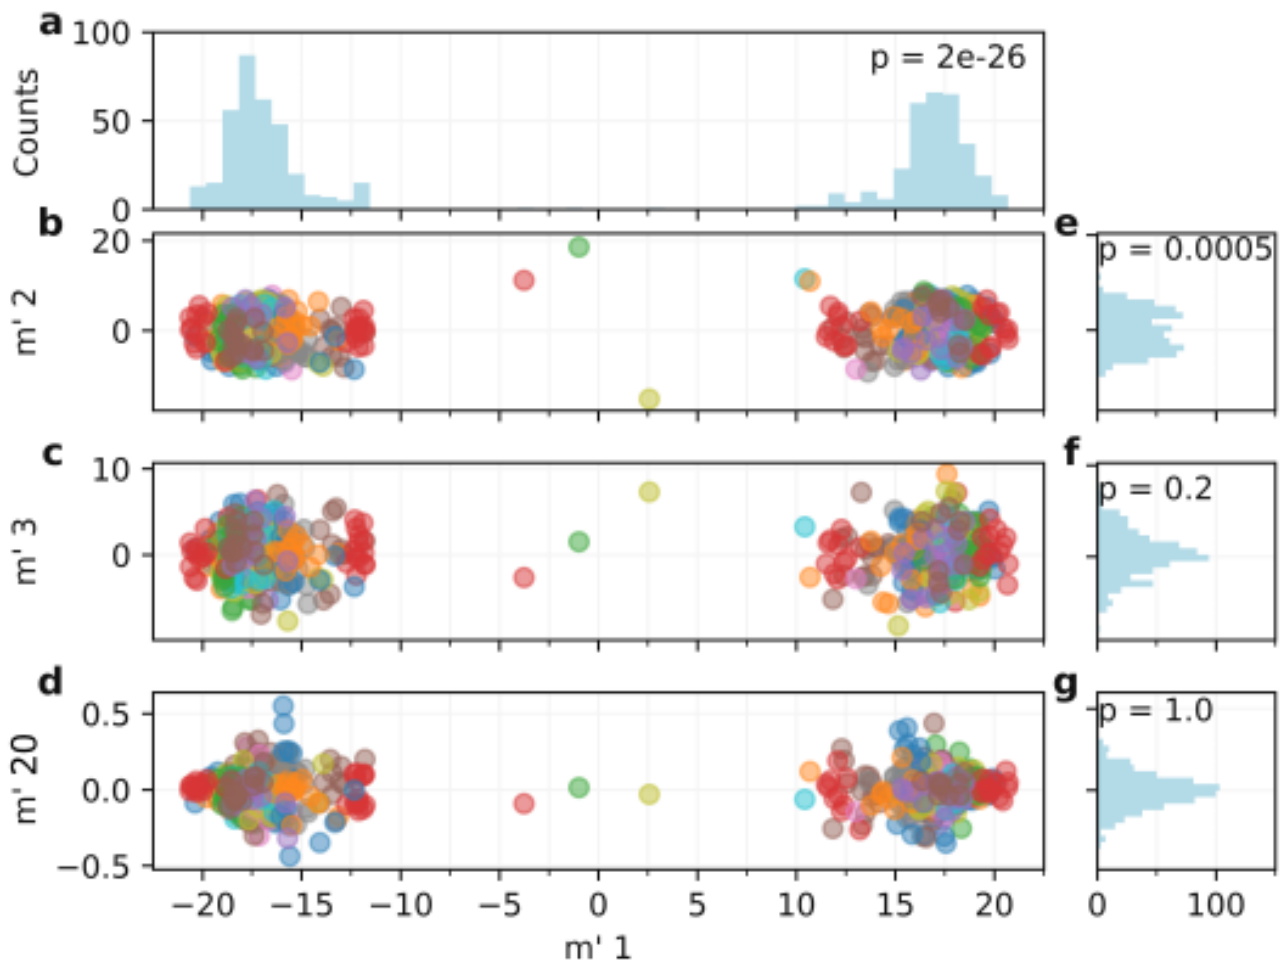 a
100
p = 2e-26
Counts
50
0
b
e
20
p = 0.0005
m' 2
0
c
f
10
p = 0.2
m' 3
0
d
g
0.5
p = 1.0
m' 20
0.0
−0.5
−20 −15 −10 −5 0 5 10 15 20
0 100
m' 1